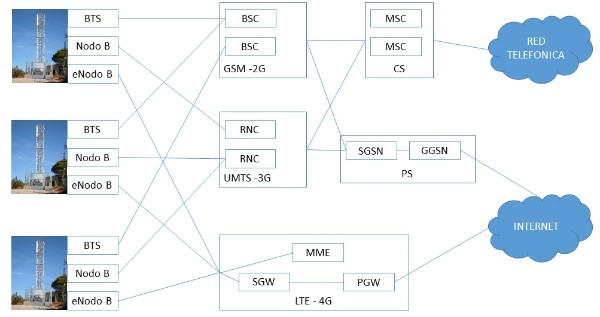 BTS
Nodo B
eNodo B
BTS
Nodo B
eNodo B
BTS
Nodo B
eNodo B
BSC
BSC
GSM -2G
RNC
RNC
UMTS -3G
MME
SGW
PGW
LTE - 4G
MSC
MSC
CS
SGSN
GGSN
PS
RED
TELEFONICA
INTERNET